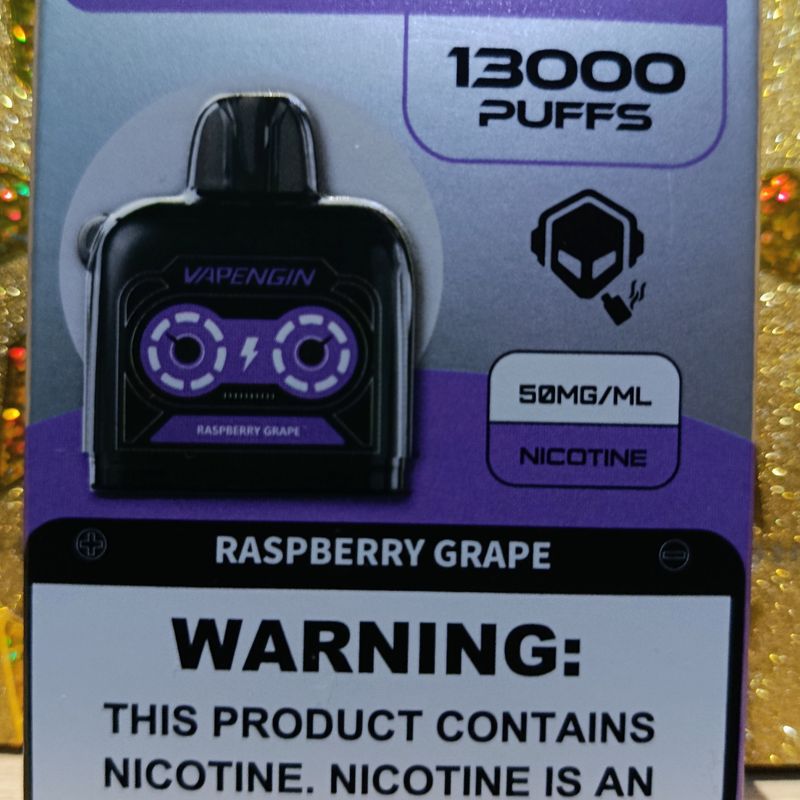 13000
PUFFS
VAPENGIN
RASPBERRY GRAPE
50MG/ML
NICOTINE
RASPBERRY GRAPE
WARNING:
THIS PRODUCT CONTAINS
NICOTINE. NICOTINE IS AN